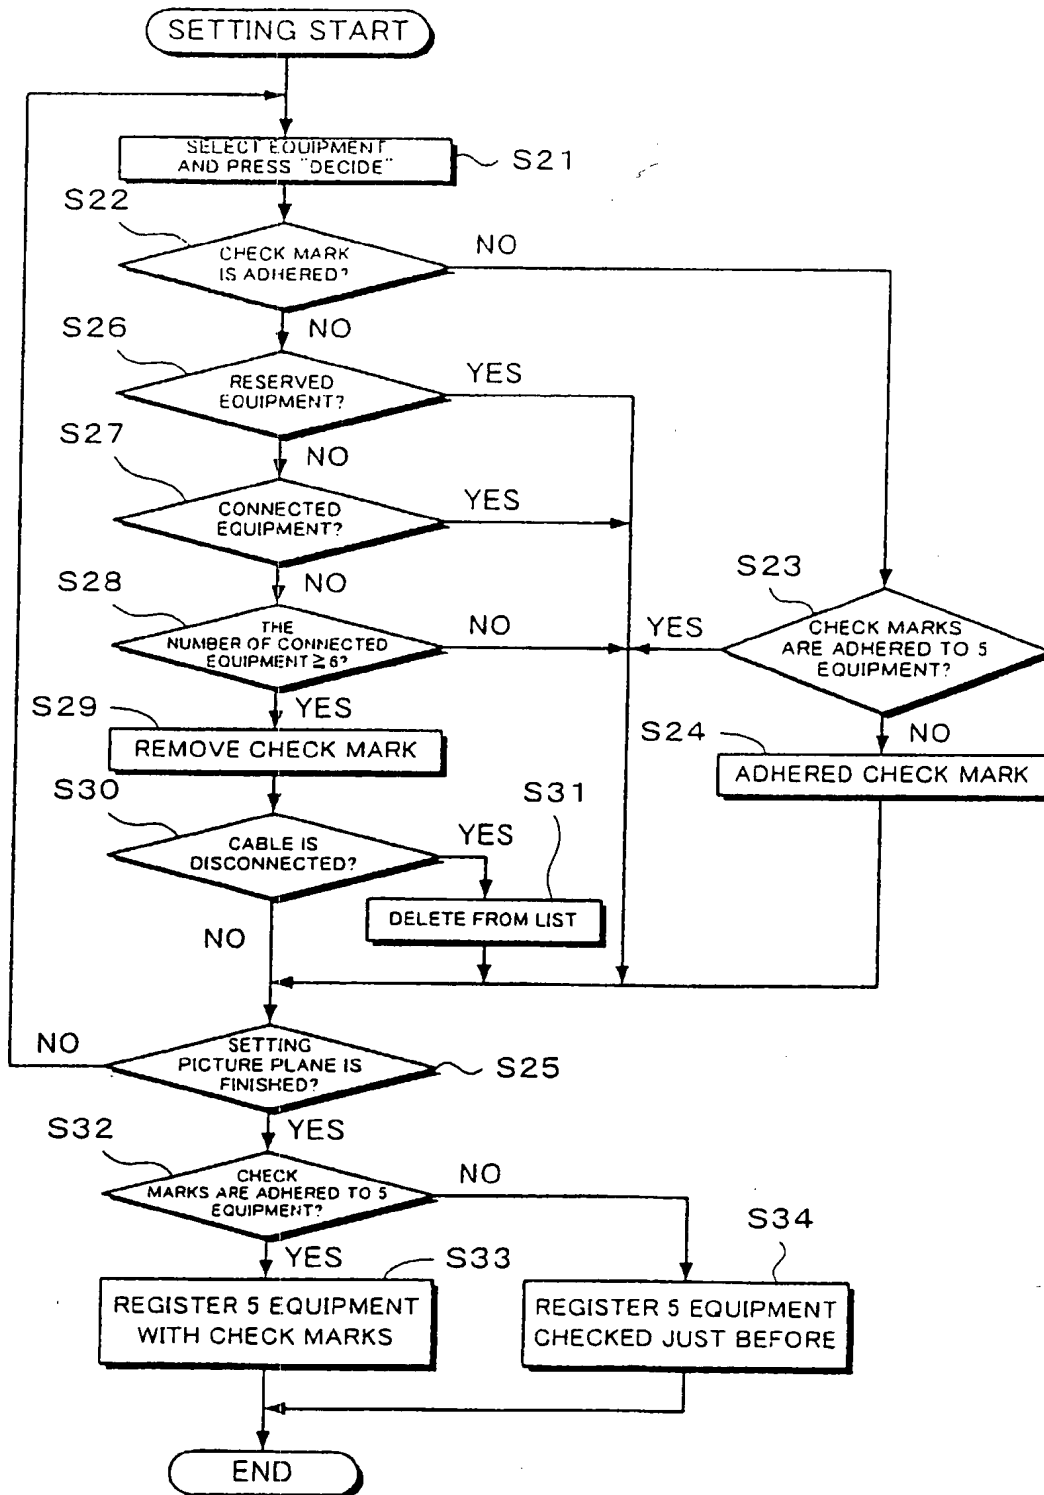 SETTING START
SELECT EQUIPMENT
AND PRESS "DECIDE"
S21
S22
CHECK MARK
IS ADHERED?
NO
NO
S26
RESERVED
EQUIPMENT?
YES
NO
S27
CONNECTED
EQUIPMENT?
YES
NO
S28
THE
NUMBER OF CONNECTED
EQUIPMENT ≧ 6?
NO
YES
S23
CHECK MARKS
ARE ADHERED TO 5
EQUIPMENT?
YES
NO
S24
ADHERED CHECK MARK
S29
REMOVE CHECK MARK
S30
CABLE IS
DISCONNECTED?
YES
S31
DELETE FROM LIST
NO
SETTING
PICTURE PLANE IS
FINISHED?
NO
S25
YES
S32
CHECK
MARKS ARE ADHERED TO 5
EQUIPMENT?
NO
YES
S33
REGISTER 5 EQUIPMENT
WITH CHECK MARKS
S34
REGISTER 5 EQUIPMENT
CHECKED JUST BEFORE
END